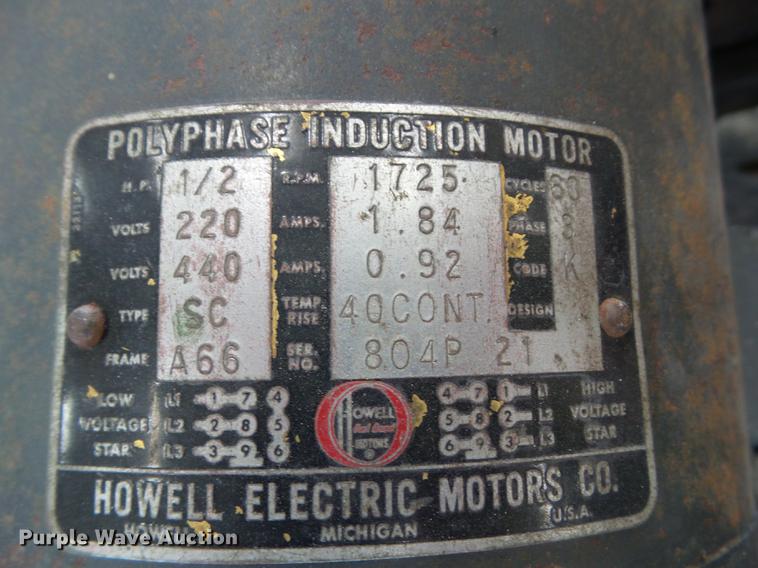 POLYPHASE INDUCTION MOTOR
H.P. 1/2 R.P.M. 1725 CYCLES 60
VOLTS 220 AMPS. 1.84 PHASE 3
VOLTS 440 AMPS. 0.92 CODE K
TYPE SC TEMP. RISE 40CONT. DESIGN
FRAME A66 SER. NO. 804P 21
LOW VOLTAGE STAR
L1 1 7 4
L2 2 8 5
L3 3 9 6
HOWELL
MOTORS
4 7 1 L1
5 8 2 L2
6 9 3 L3
HIGH VOLTAGE STAR
HOWELL ELECTRIC MOTORS CO.
MICHIGAN
U.S.A.
Purple Wave Auction